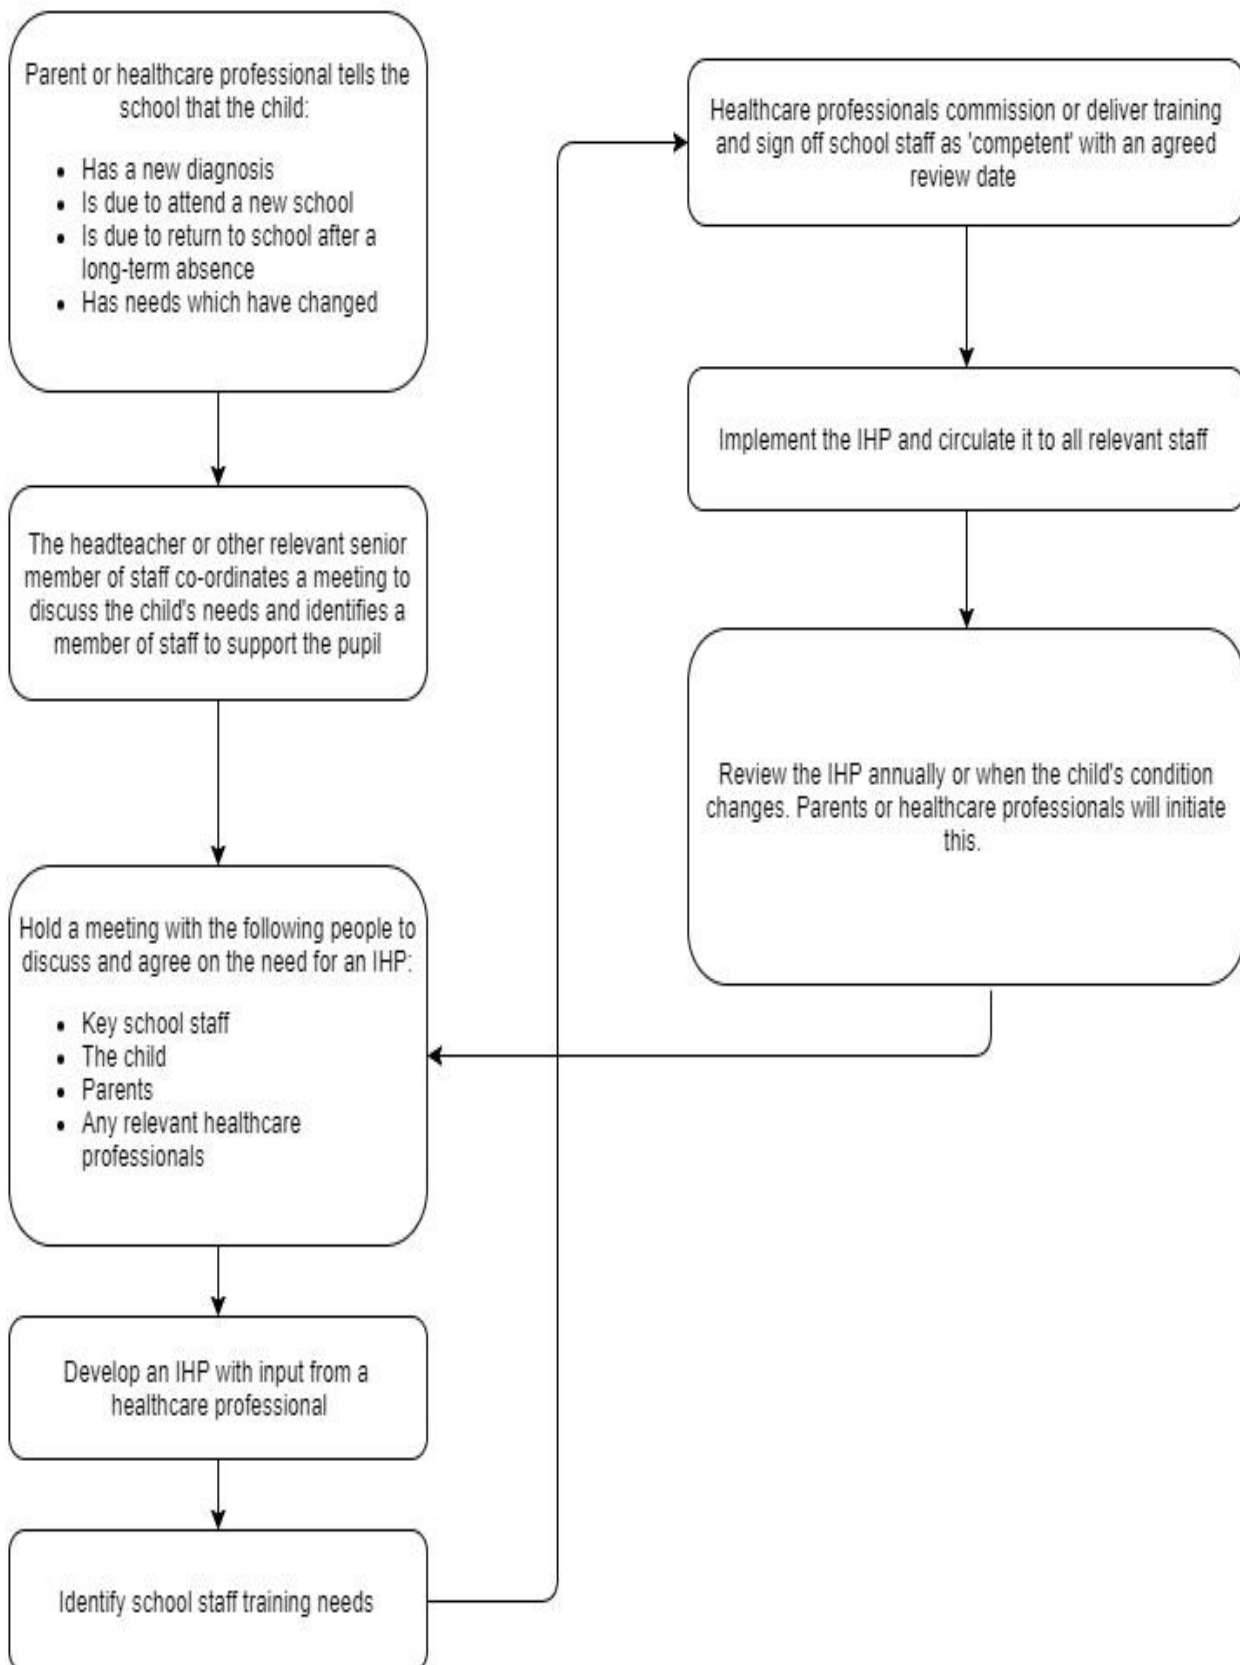 Parent or healthcare professional tells the
school that the child:
• Has a new diagnosis
• Is due to attend a new school
• Is due to return to school after a
long-term absence
• Has needs which have changed
The headteacher or other relevant senior
member of staff co-ordinates a meeting to
discuss the child's needs and identifies a
member of staff to support the pupil
Hold a meeting with the following people to
discuss and agree on the need for an IHP:
• Key school staff
• The child
• Parents
• Any relevant healthcare
professionals
Develop an IHP with input from a
healthcare professional
Identify school staff training needs
Healthcare professionals commission or deliver training
and sign off school staff as 'competent' with an agreed
review date
Implement the IHP and circulate it to all relevant staff
Review the IHP annually or when the child's condition
changes. Parents or healthcare professionals will initiate
this.